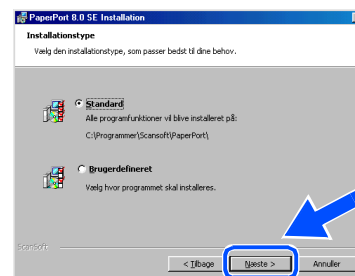 PaperPort 8.0 SE Installation
Installationstype
Vælg den installationstype, som passer bedst til dine behov.
Standard
Alle programfunktioner vil blive installeret på:
C:\Programmer\Scansoft\PaperPort\
Brugerdefineret
Vælg hvor programmet skal installeres.
ScanSoft
< Tilbage
Næste >
Annuller